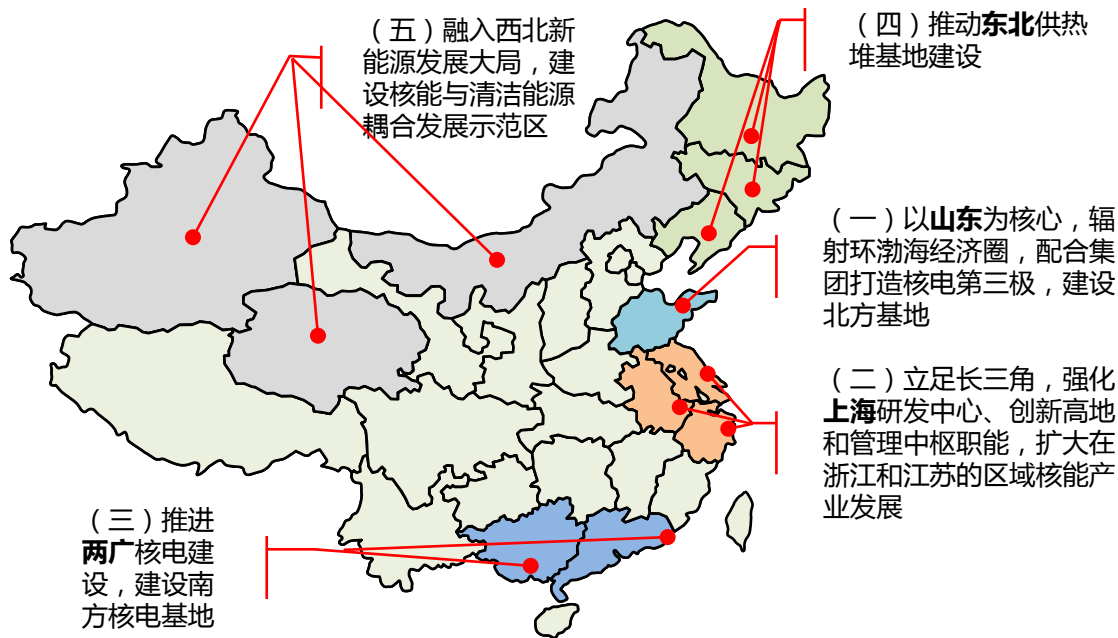 （五）融入西北新
能源发展大局，建
设核能与清洁能源
耦合发展示范区
（四）推动东北供热
堆基地建设
（一）以山东为核心，辐
射环渤海经济圈，配合集
团打造核电第三极，建设
北方基地
（二）立足长三角，强化
上海研发中心、创新高地
和管理中枢职能，扩大在
浙江和江苏的区域核能产
业发展
（三）推进
两广核电建
设，建设南
方核电基地